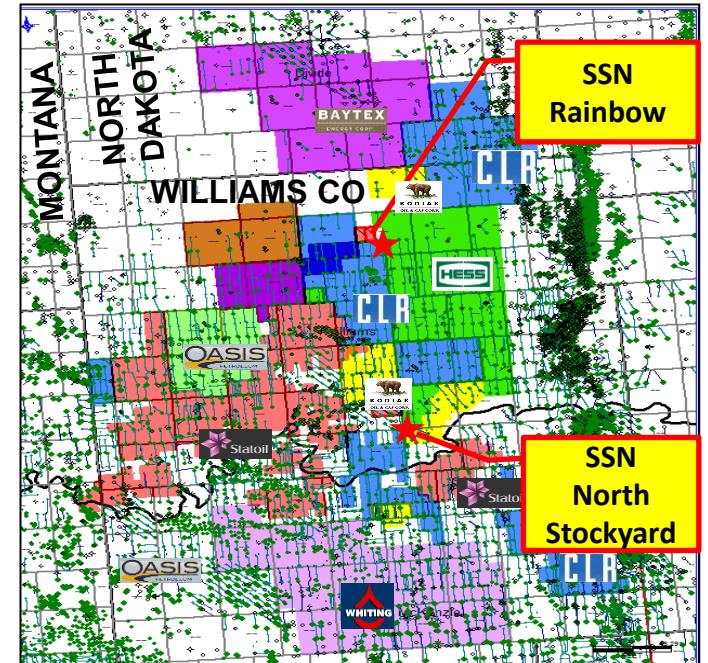 MONTANA
NORTH
DAKOTA
Divide
BAYTEX
ENERGY CORP
SSN
Rainbow
CLR
WILLIAMS CO
KODIAK
OIL & GAS CORP
HESS
CLR
OASIS
PETROLEUM
KODIAK
OIL & GAS CORP
Statoil
SSN
North
Stockyard
Statoil
OASIS
PETROLEUM
CLR
WHITING